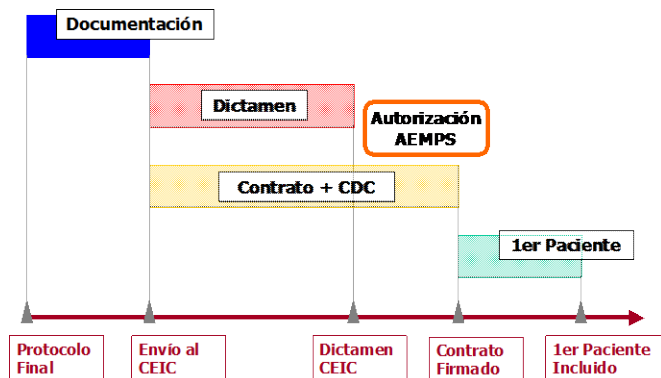 Documentación
Dictamen
Autorización
AEMPS
Contrato + CDC
1er Paciente
Protocolo
Final
Envío al
CEIC
Dictamen
CEIC
Contrato
Firmado
1er Paciente
Incluido